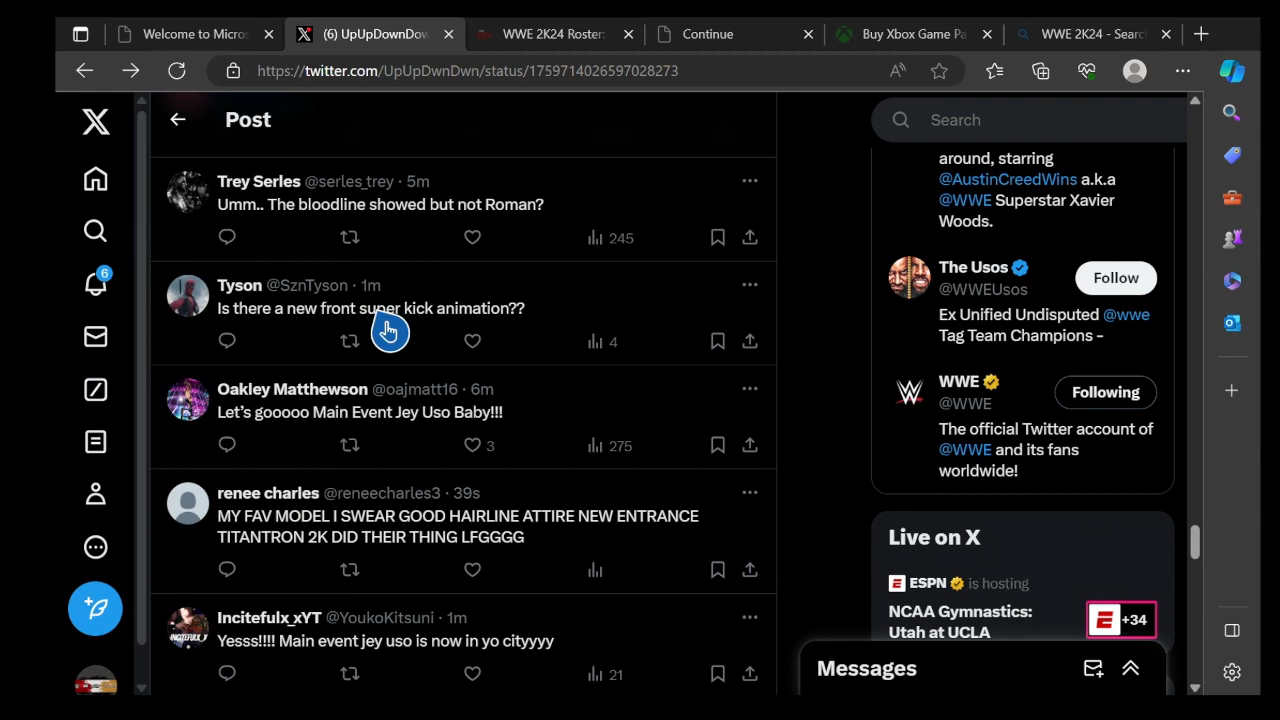 Welcome to Micros
(6) UpUpDownDow
WWE 2K24 Roster:
Continue
Buy Xbox Game Pa
WWE 2K24 - Searc
https://twitter.com/UpUpDwnDwn/status/1759714026597028273
Post
Search
Trey Serles @serles_trey · 5m
Umm.. The bloodline showed but not Roman?
245
Tyson @SznTyson · 1m
Is there a new front super kick animation??
4
Oakley Matthewson @oajmatt16 · 6m
Let's gooooo Main Event Jey Uso Baby!!!
3
275
renee charles @reneecharles3 · 39s
MY FAV MODEL I SWEAR GOOD HAIRLINE ATTIRE NEW ENTRANCE
TITANTRON 2K DID THEIR THING LFGGGG
Incitefulx_xYT @YoukoKitsuni · 1m
Yesss!!!! Main event jey uso is now in yo cityyyy
21
6
around, starring
@AustinCreedWins a.k.a
@WWE Superstar Xavier
Woods.
The Usos
@WWEUsos
Follow
Ex Unified Undisputed @wwe
Tag Team Champions -
WWE
@WWE
Following
The official Twitter account of
@WWE and its fans
worldwide!
Live on X
ESPN is hosting
NCAA Gymnastics:
Utah at UCLA
+34
Messages